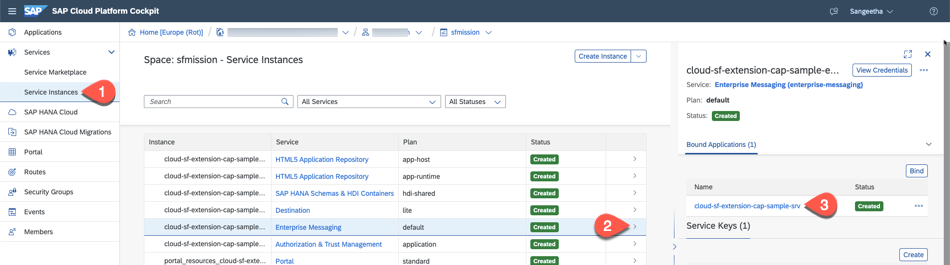 SAP SAP Cloud Platform Cockpit
Sangeetha
Applications
Services
Service Marketplace
Service Instances
1
SAP HANA Cloud
SAP HANA Cloud Migrations
Portal
Routes
Security Groups
Events
Members
Home [Europe (Rot)] / / / sfmission
Space: sfmission - Service Instances
Create Instance
Search
All Services
All Statuses
Instance Service Plan Status
cloud-sf-extension-cap-sample... HTML5 Application Repository app-host Created
cloud-sf-extension-cap-sample... HTML5 Application Repository app-runtime Created
cloud-sf-extension-cap-sample... SAP HANA Schemas & HDI Containers hdi-shared Created
cloud-sf-extension-cap-sample... Destination lite Created
cloud-sf-extension-cap-sample... Enterprise Messaging default Created 2
cloud-sf-extension-cap-sample... Authorization & Trust Management application Created
portal_resources_cloud-sf-exte... Portal standard Created
cloud-sf-extension-cap-sample-e...
View Credentials
Service: Enterprise Messaging (enterprise-messaging)
Plan: default
Status: Created
Bound Applications (1)
Bind
Name Status
cloud-sf-extension-cap-sample-srv 3 Created
Service Keys (1)
Create